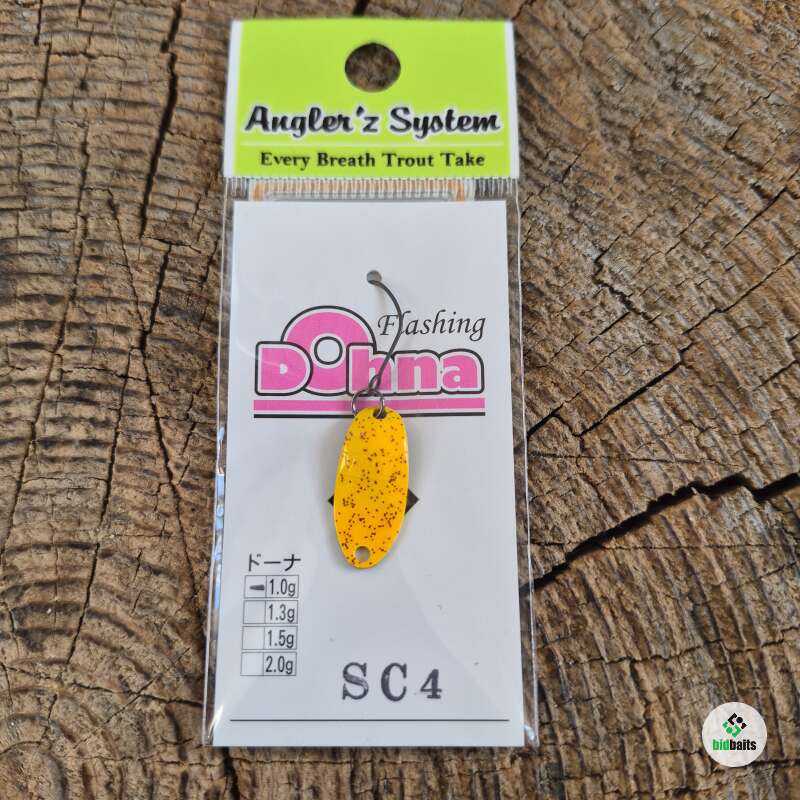 Angler'z System
Every Breath Trout Take
Flashing
Dohna
ドーナ
1.0g
1.3g
1.5g
2.0g
SC4
bidbaits